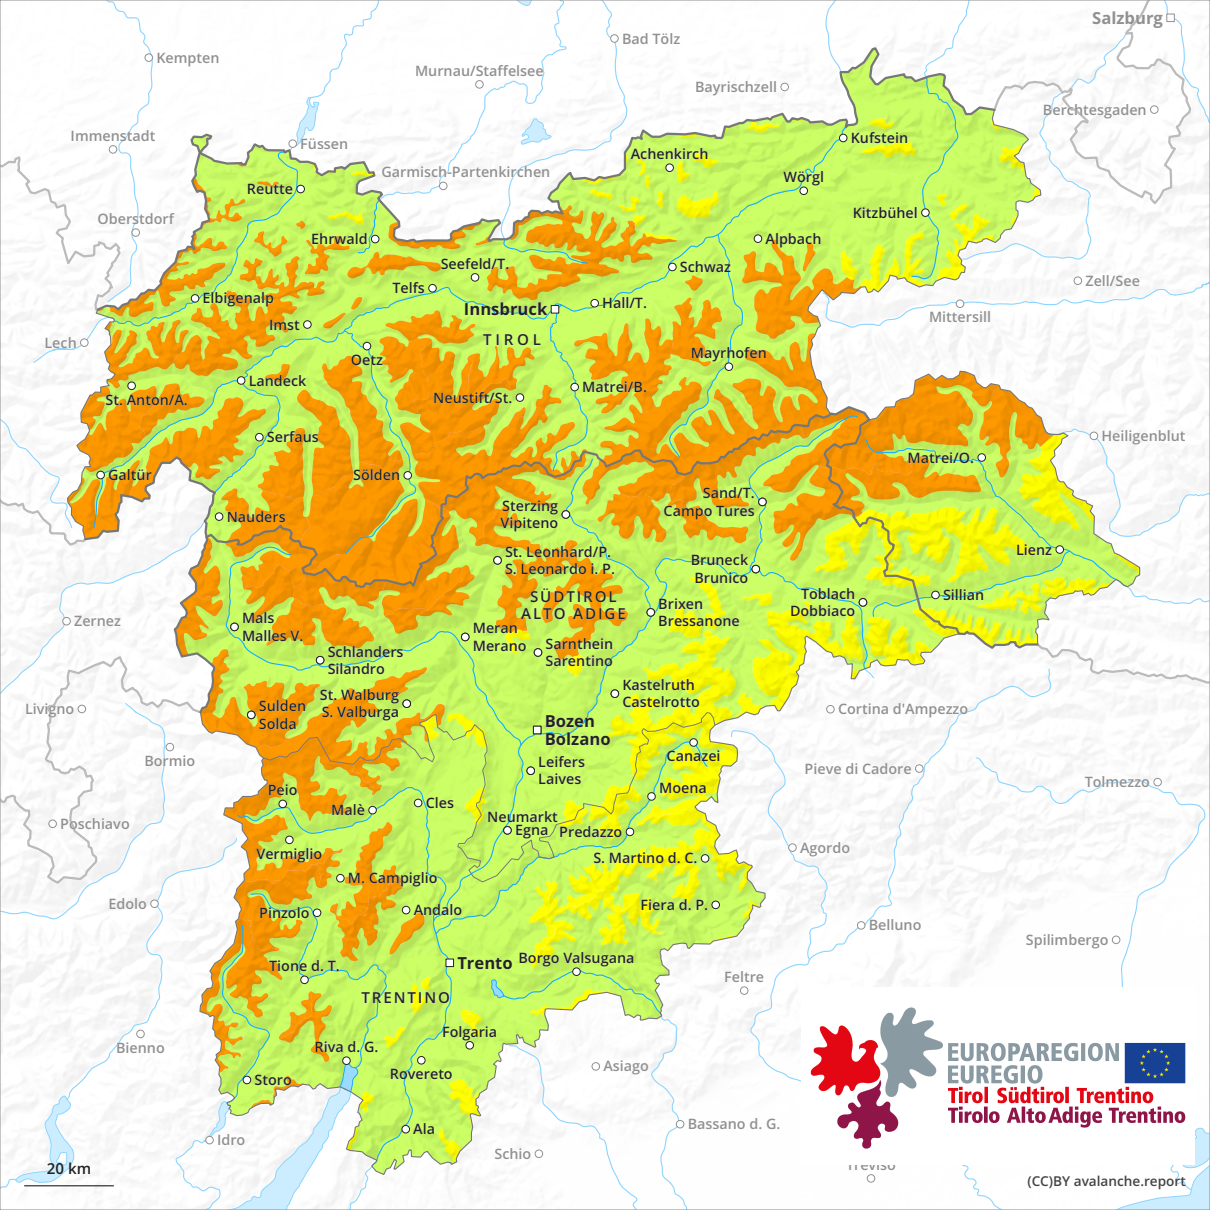 Salzburg
Bad Tölz
Kempten
Murnau/Staffelsee
Bayrischzell
Berchtesgaden
Immenstadt
Füssen
Kufstein
Achenkirch
Garmisch-Partenkirchen
Wörgl
Reutte
Oberstdorf
Kitzbühel
Ehrwald
Alpbach
Seefeld/T.
Schwaz
Zell/See
Telfs
Elbigenalp
Innsbruck
Hall/T.
Mittersill
Imst
TIROL
Lech
Oetz
Mayrhofen
Landeck
Matrei/B.
St. Anton/A.
Neustift/St.
Serfaus
Heiligenblut
Matrei/O.
Galtür
Sölden
Sand/T.
Campo Tures
Nauders
Sterzing
Vipiteno
St. Leonhard/P.
S. Leonardo i. P.
Lienz
Bruneck
Brunico
SÜDTIROL
ALTO ADIGE
Toblach
Dobbiaco
Sillian
Brixen
Bressanone
Zernez
Mals
Malles V.
Meran
Merano
Sarnthein
Sarentino
Schlanders
Silandro
St. Walburg
S. Valburga
Kastelruth
Castelrotto
Livigno
Sulden
Solda
Cortina d'Ampezzo
Bozen
Bolzano
Bormio
Canazei
Leifers
Laives
Pieve di Cadore
Tolmezzo
Peio
Moena
Malè
Cles
Neumarkt
Egna
Predazzo
Poschiavo
Vermiglio
Agordo
S. Martino d. C.
M. Campiglio
Edolo
Pinzolo
Andalo
Fiera d. P.
Belluno
Spilimbergo
Trento
Borgo Valsugana
Tione d. T.
Feltre
TRENTINO
Bienno
Folgaria
Riva d. G.
Asiago
Rovereto
Storo
EUROPAREGION
EUREGIO
Tirol Südtirol Trentino
Tirolo Alto Adige Trentino
Ala
Bassano d. G.
Idro
Schio
Treviso
20 km
(CC)BY avalanche.report